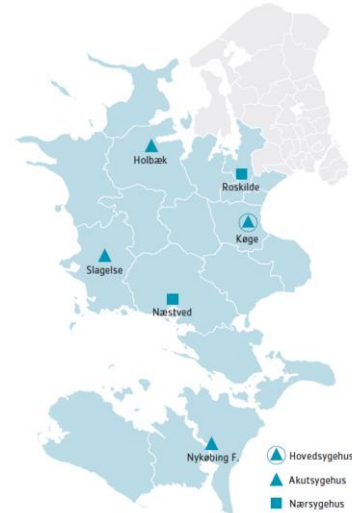 Holbæk
Roskilde
Køge
Slagelse
Næstved
Nykøbing F.
Hovedsygehus
Akutsygehus
Nærsygehus